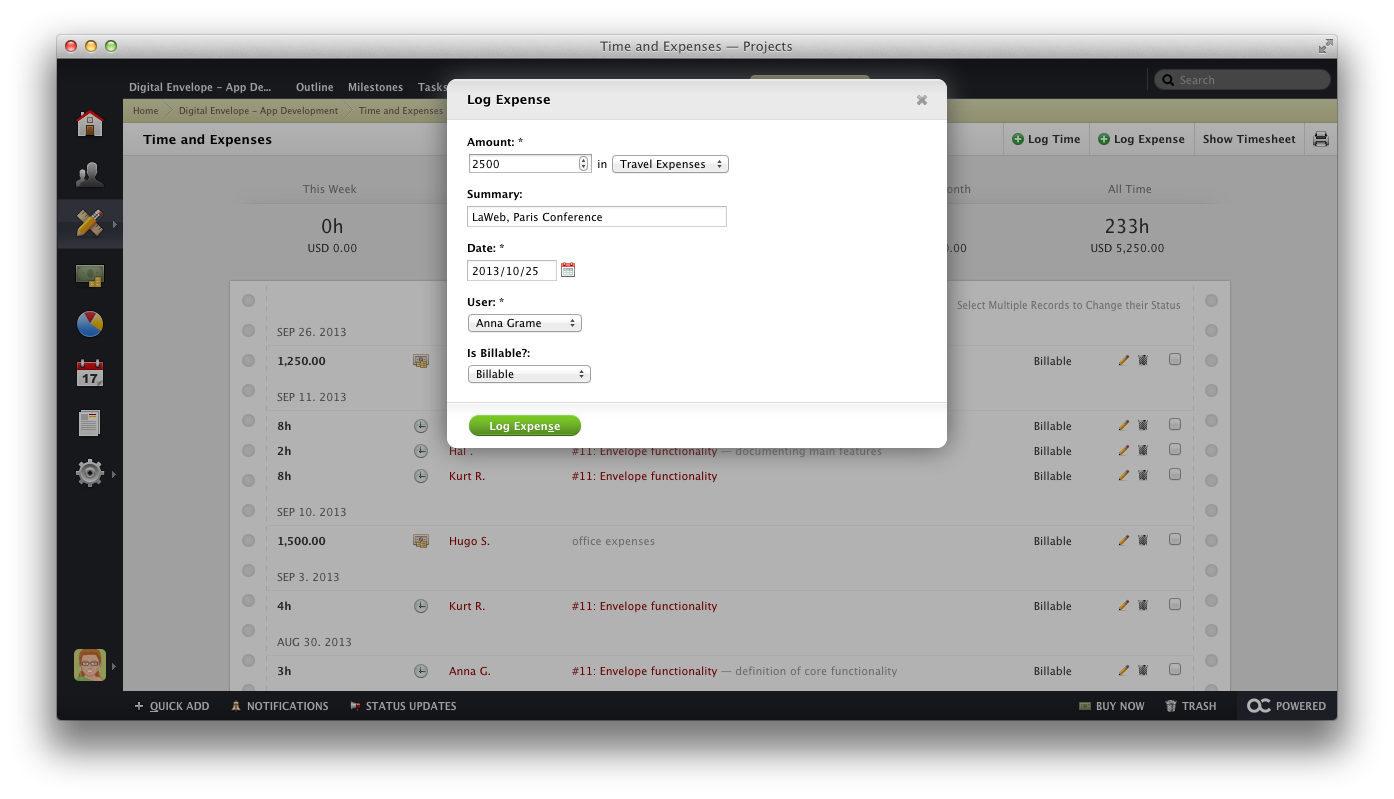 Time and Expenses — Projects
Digital Envelope – App De... Outline Milestones Tasks
Search
Home Digital Envelope – App Development Time and Expenses
Time and Expenses
Log Time Log Expense Show Timesheet
Log Expense
Amount: *
2500 in Travel Expenses
Summary:
LaWeb, Paris Conference
Date: *
2013/10/25
User: *
Anna Grame
Is Billable?:
Billable
Log Expense
This Week All Time
0h 233h
USD 0.00 USD 5,250.00
Select Multiple Records to Change their Status
SEP 26. 2013
1,250.00 Billable
SEP 11. 2013
8h Billable
2h Hal . #11: Envelope functionality — documenting main features Billable
8h Kurt R. #11: Envelope functionality Billable
SEP 10. 2013
1,500.00 Hugo S. office expenses Billable
SEP 3. 2013
4h Kurt R. #11: Envelope functionality Billable
AUG 30. 2013
3h Anna G. #11: Envelope functionality — definition of core functionality Billable
17
+ QUICK ADD NOTIFICATIONS STATUS UPDATES BUY NOW TRASH POWERED